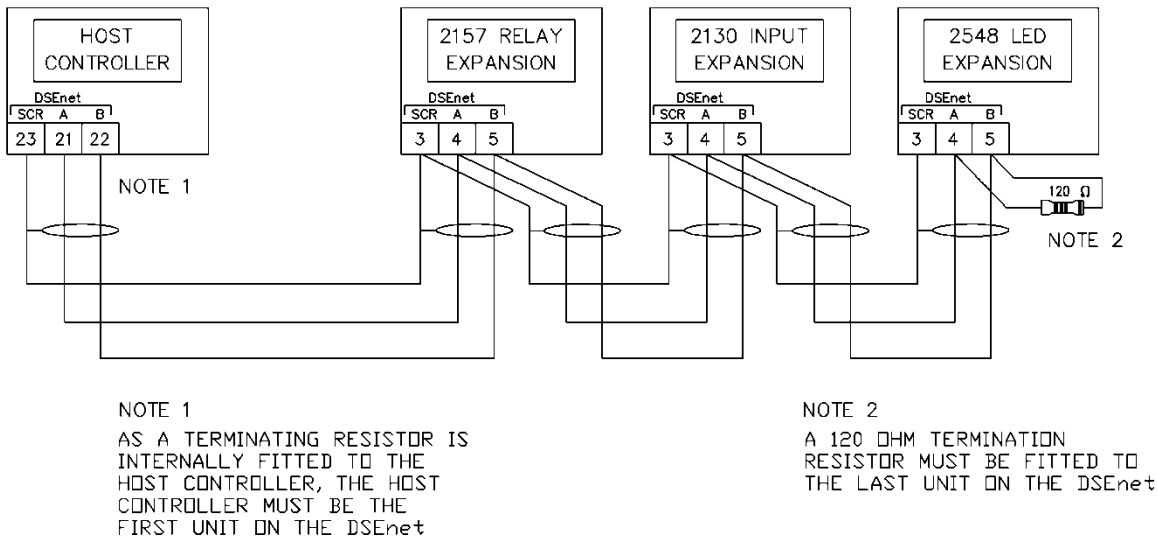 HOST
CONTROLLER
DSEnet
SCR A B
23 21 22
NOTE 1
2157 RELAY
EXPANSION
DSEnet
SCR A B
3 4 5
2130 INPUT
EXPANSION
DSEnet
SCR A B
3 4 5
2548 LED
EXPANSION
DSEnet
SCR A B
3 4 5
120 Ω
NOTE 2
NOTE 1
AS A TERMINATING RESISTOR IS
INTERNALLY FITTED TO THE
HOST CONTROLLER, THE HOST
CONTROLLER MUST BE THE
FIRST UNIT ON THE DSEnet
NOTE 2
A 120 OHM TERMINATION
RESISTOR MUST BE FITTED TO
THE LAST UNIT ON THE DSEnet